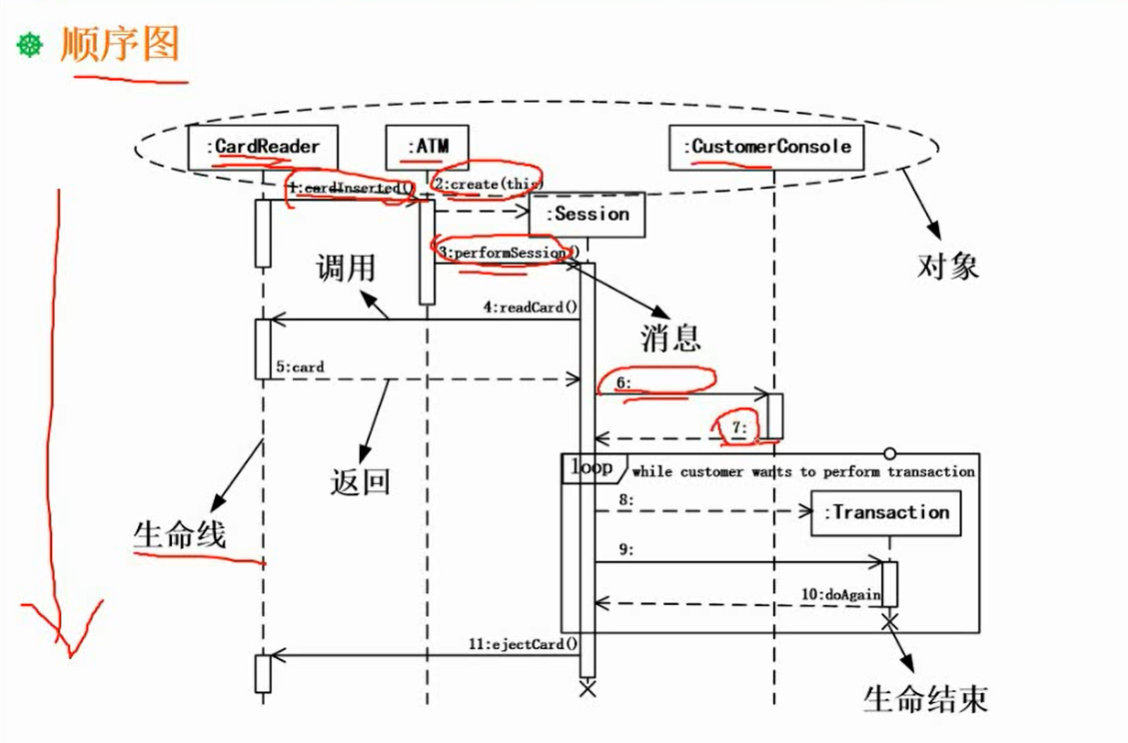 顺序图
:CardReader
:ATM
:CustomerConsole
1:cardInserted()
2:create(this)
:Session
3:performSession()
对象
调用
4:readCard()
消息
5:card
6:
7:
返回
loop
while customer wants to perform transaction
8:
:Transaction
生命线
9:
10:doAgain
11:ejectCard()
生命结束